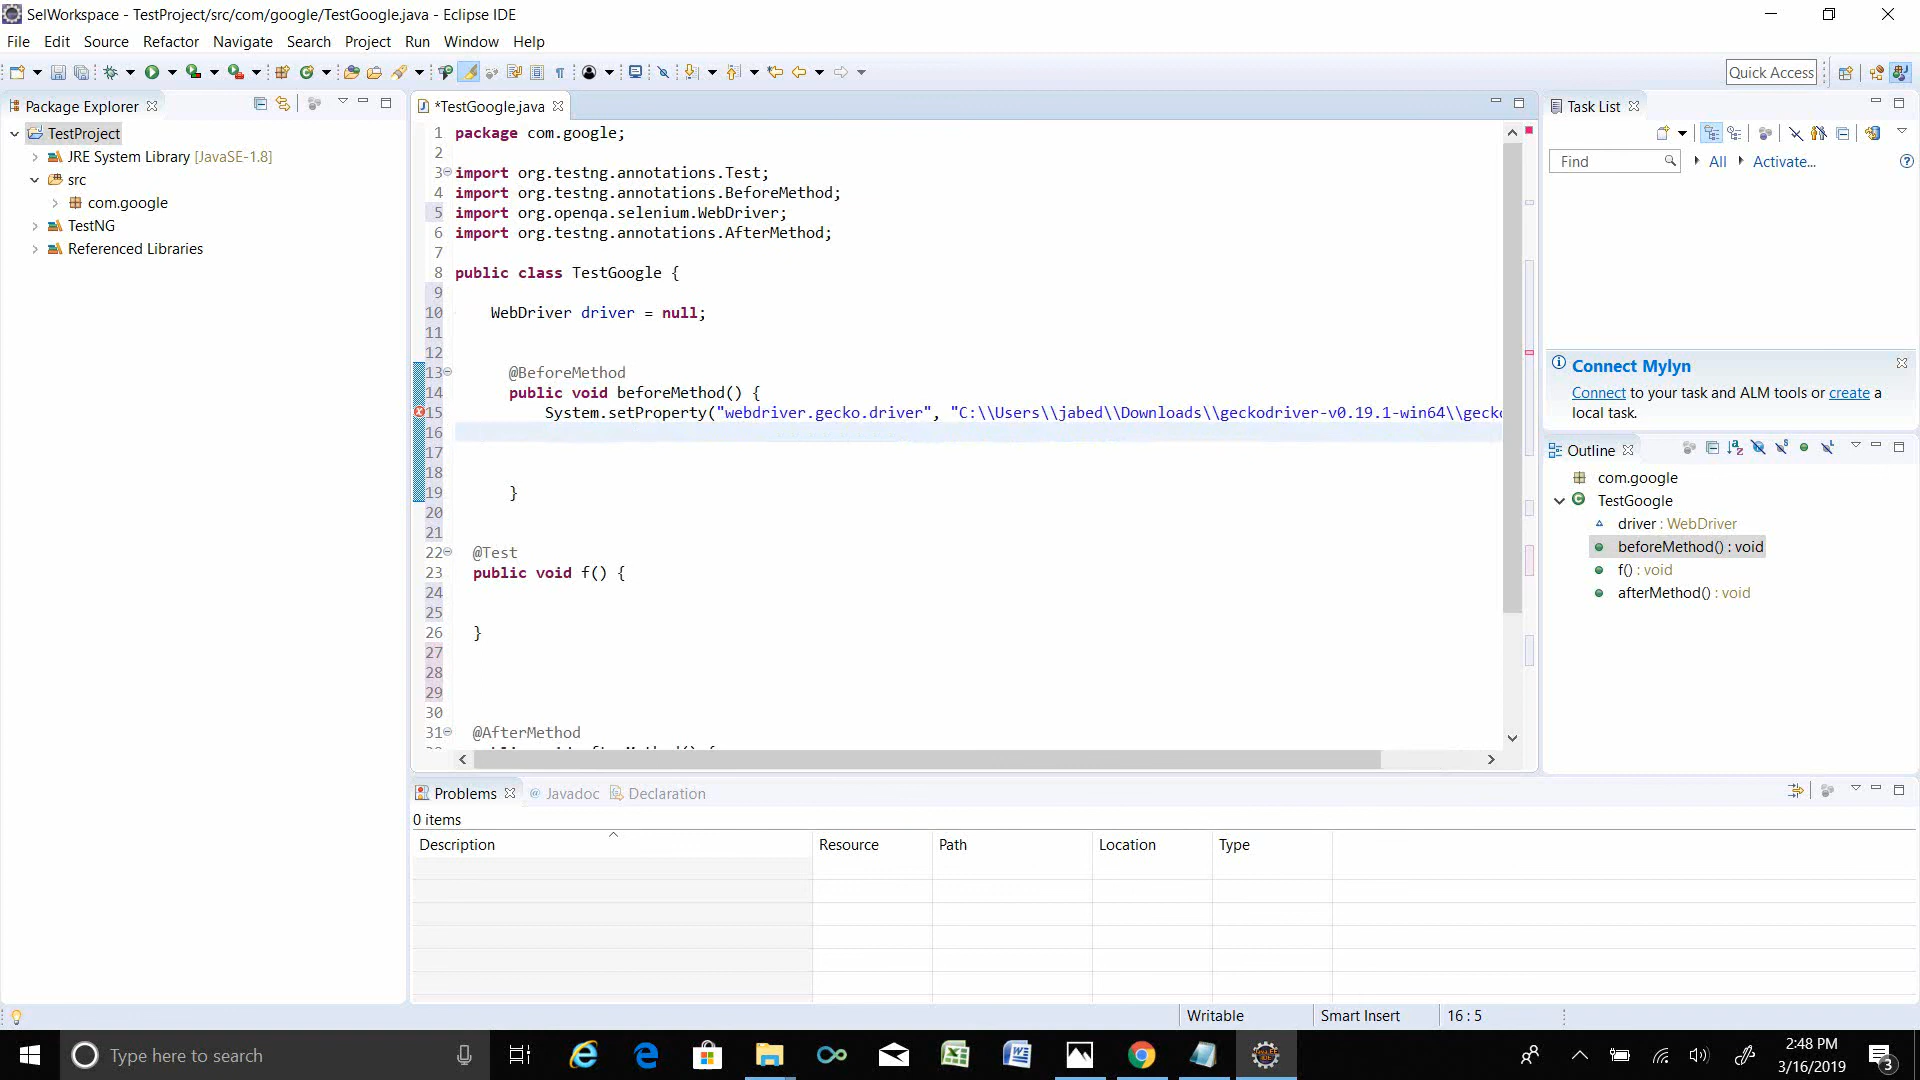 SelWorkspace - TestProject/src/com/google/TestGoogle.java - Eclipse IDE
File Edit Source Refactor Navigate Search Project Run Window Help
Quick Access
Package Explorer
TestProject
JRE System Library [JavaSE-1.8]
src
com.google
TestNG
Referenced Libraries
*TestGoogle.java
1 package com.google;
2
3 import org.testng.annotations.Test;
4 import org.testng.annotations.BeforeMethod;
5 import org.openqa.selenium.WebDriver;
6 import org.testng.annotations.AfterMethod;
7
8 public class TestGoogle {
9
10 WebDriver driver = null;
11
12
13 @BeforeMethod
14 public void beforeMethod() {
15 System.setProperty("webdriver.gecko.driver", "C:\\Users\\jabed\\Downloads\\geckodriver-v0.19.1-win64\\gecko
16
17
18
19 }
20
21
22 @Test
23 public void f() {
24
25
26 }
27
28
29
30
31 @AfterMethod
Task List
Find All Activate...
Connect Mylyn
Connect to your task and ALM tools or create a
local task.
Outline
com.google
TestGoogle
driver : WebDriver
beforeMethod() : void
f() : void
afterMethod() : void
Problems @ Javadoc Declaration
0 items
Description Resource Path Location Type
Writable Smart Insert 16 : 5
Type here to search
2:48 PM
3/16/2019
3